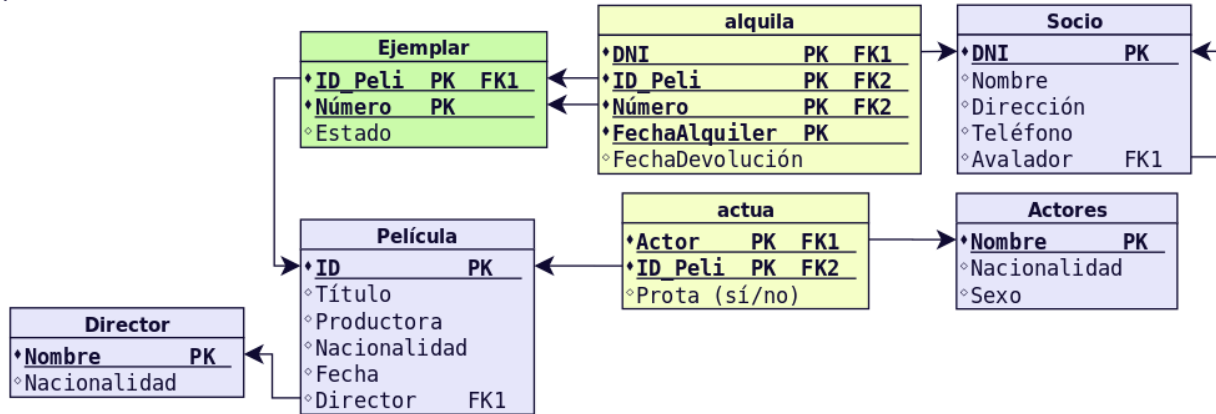 alquila
DNI PK FK1
ID_Peli PK FK2
Número PK FK2
FechaAlquiler PK
FechaDevolución
Socio
DNI PK
Nombre
Dirección
Teléfono
Avalador FK1
Ejemplar
ID_Peli PK FK1
Número PK
Estado
actua
Actor PK FK1
ID_Peli PK FK2
Prota (sí/no)
Actores
Nombre PK
Nacionalidad
Sexo
Película
ID PK
Título
Productora
Nacionalidad
Fecha
Director FK1
Director
Nombre PK
Nacionalidad